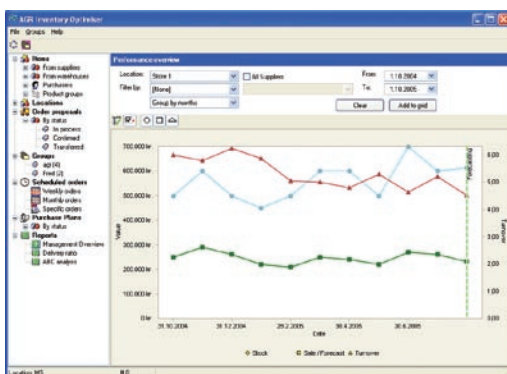 AGR Inventory Optimiser
File Groups Help
Items
From suppliers
From warehouses
Purchasers
Product groups
Locations
Order proposals
By status
In process
Confirmed
Transferred
Groups
agr (4)
fred (2)
Scheduled orders
Weekly orders
Monthly orders
Specific orders
Purchase Plans
By status
Reports
Management Overview
Delivery ratio
ABC analysis
Performance overview
Location: Store 1 All Suppliers From: 1.10.2004
Filter by: [None] To: 1.10.2005
Group by months Clear Add to grid
700.000 kr
600.000 kr
500.000 kr
400.000 kr
300.000 kr
200.000 kr
100.000 kr
0 kr
Value
6,00
5,00
4,00
3,00
2,00
1,00
0,00
Turnover
31.10.2004 31.12.2004 28.2.2005 30.4.2005 30.6.2005
Date
Stock Sale / Forecast Turnover